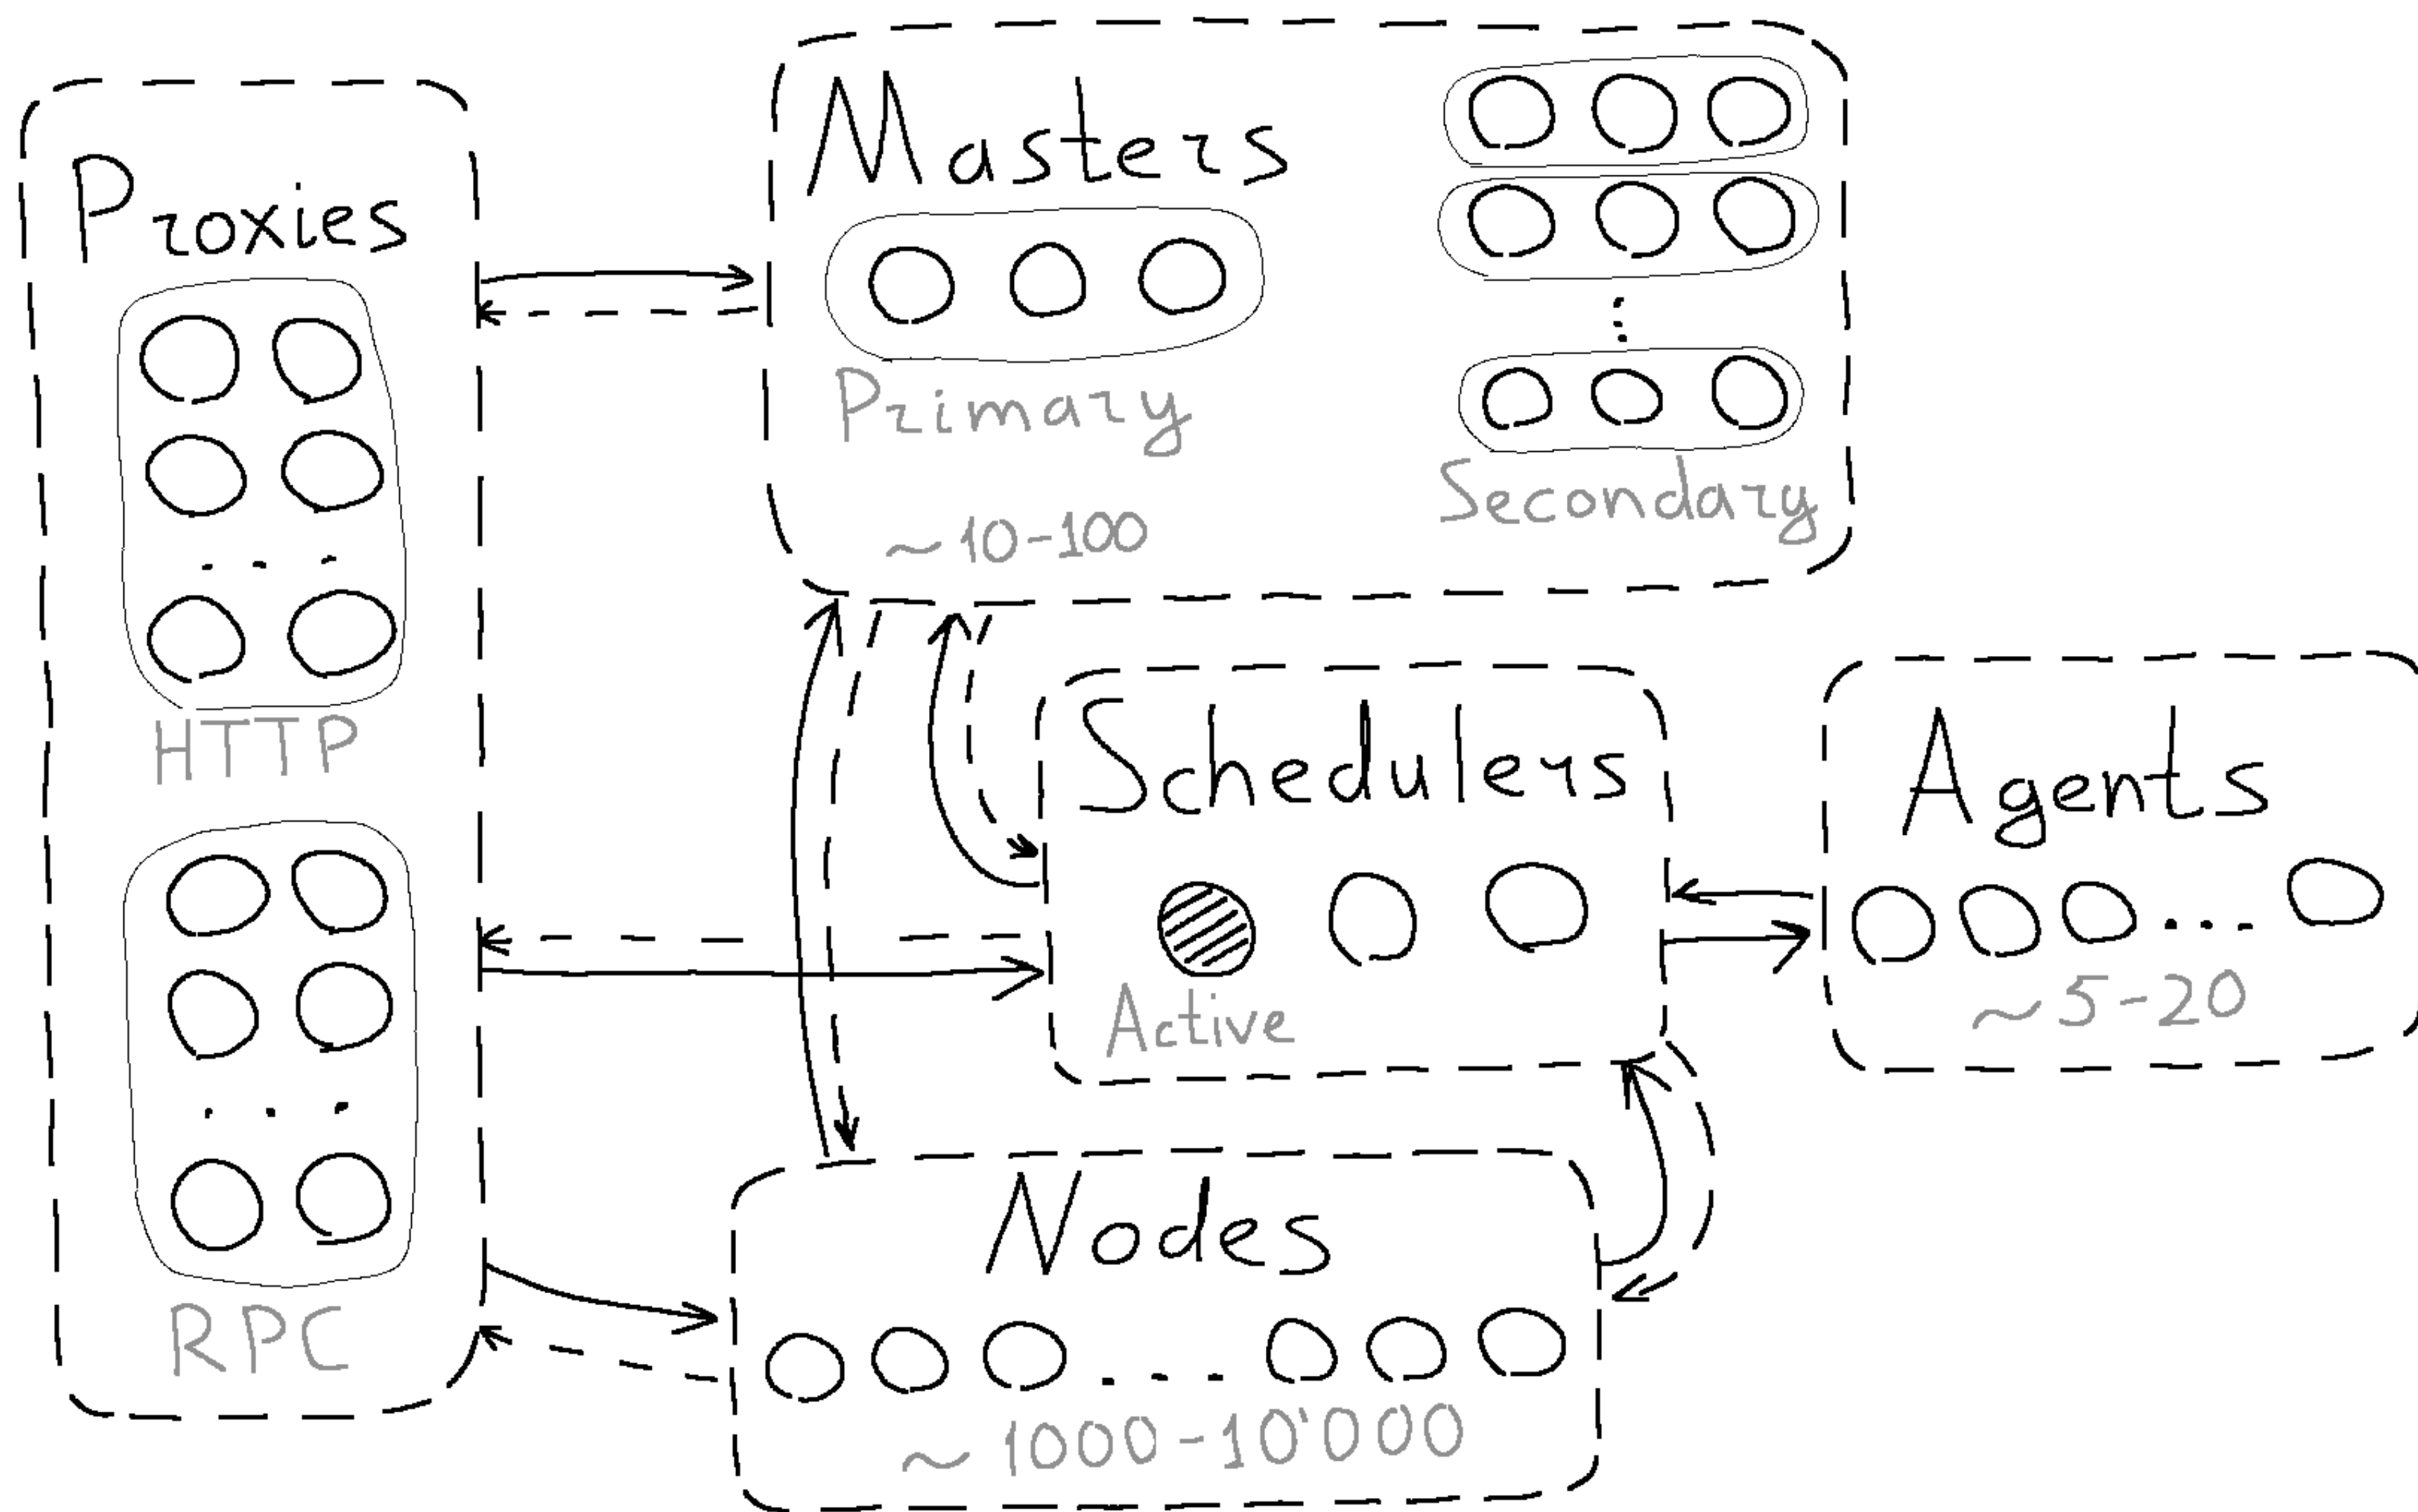 Proxies
HTTP
RPC
Masters
Primary
~10-100
Secondary
Schedulers
Active
Agents
~5-20
Nodes
~1000-10'000